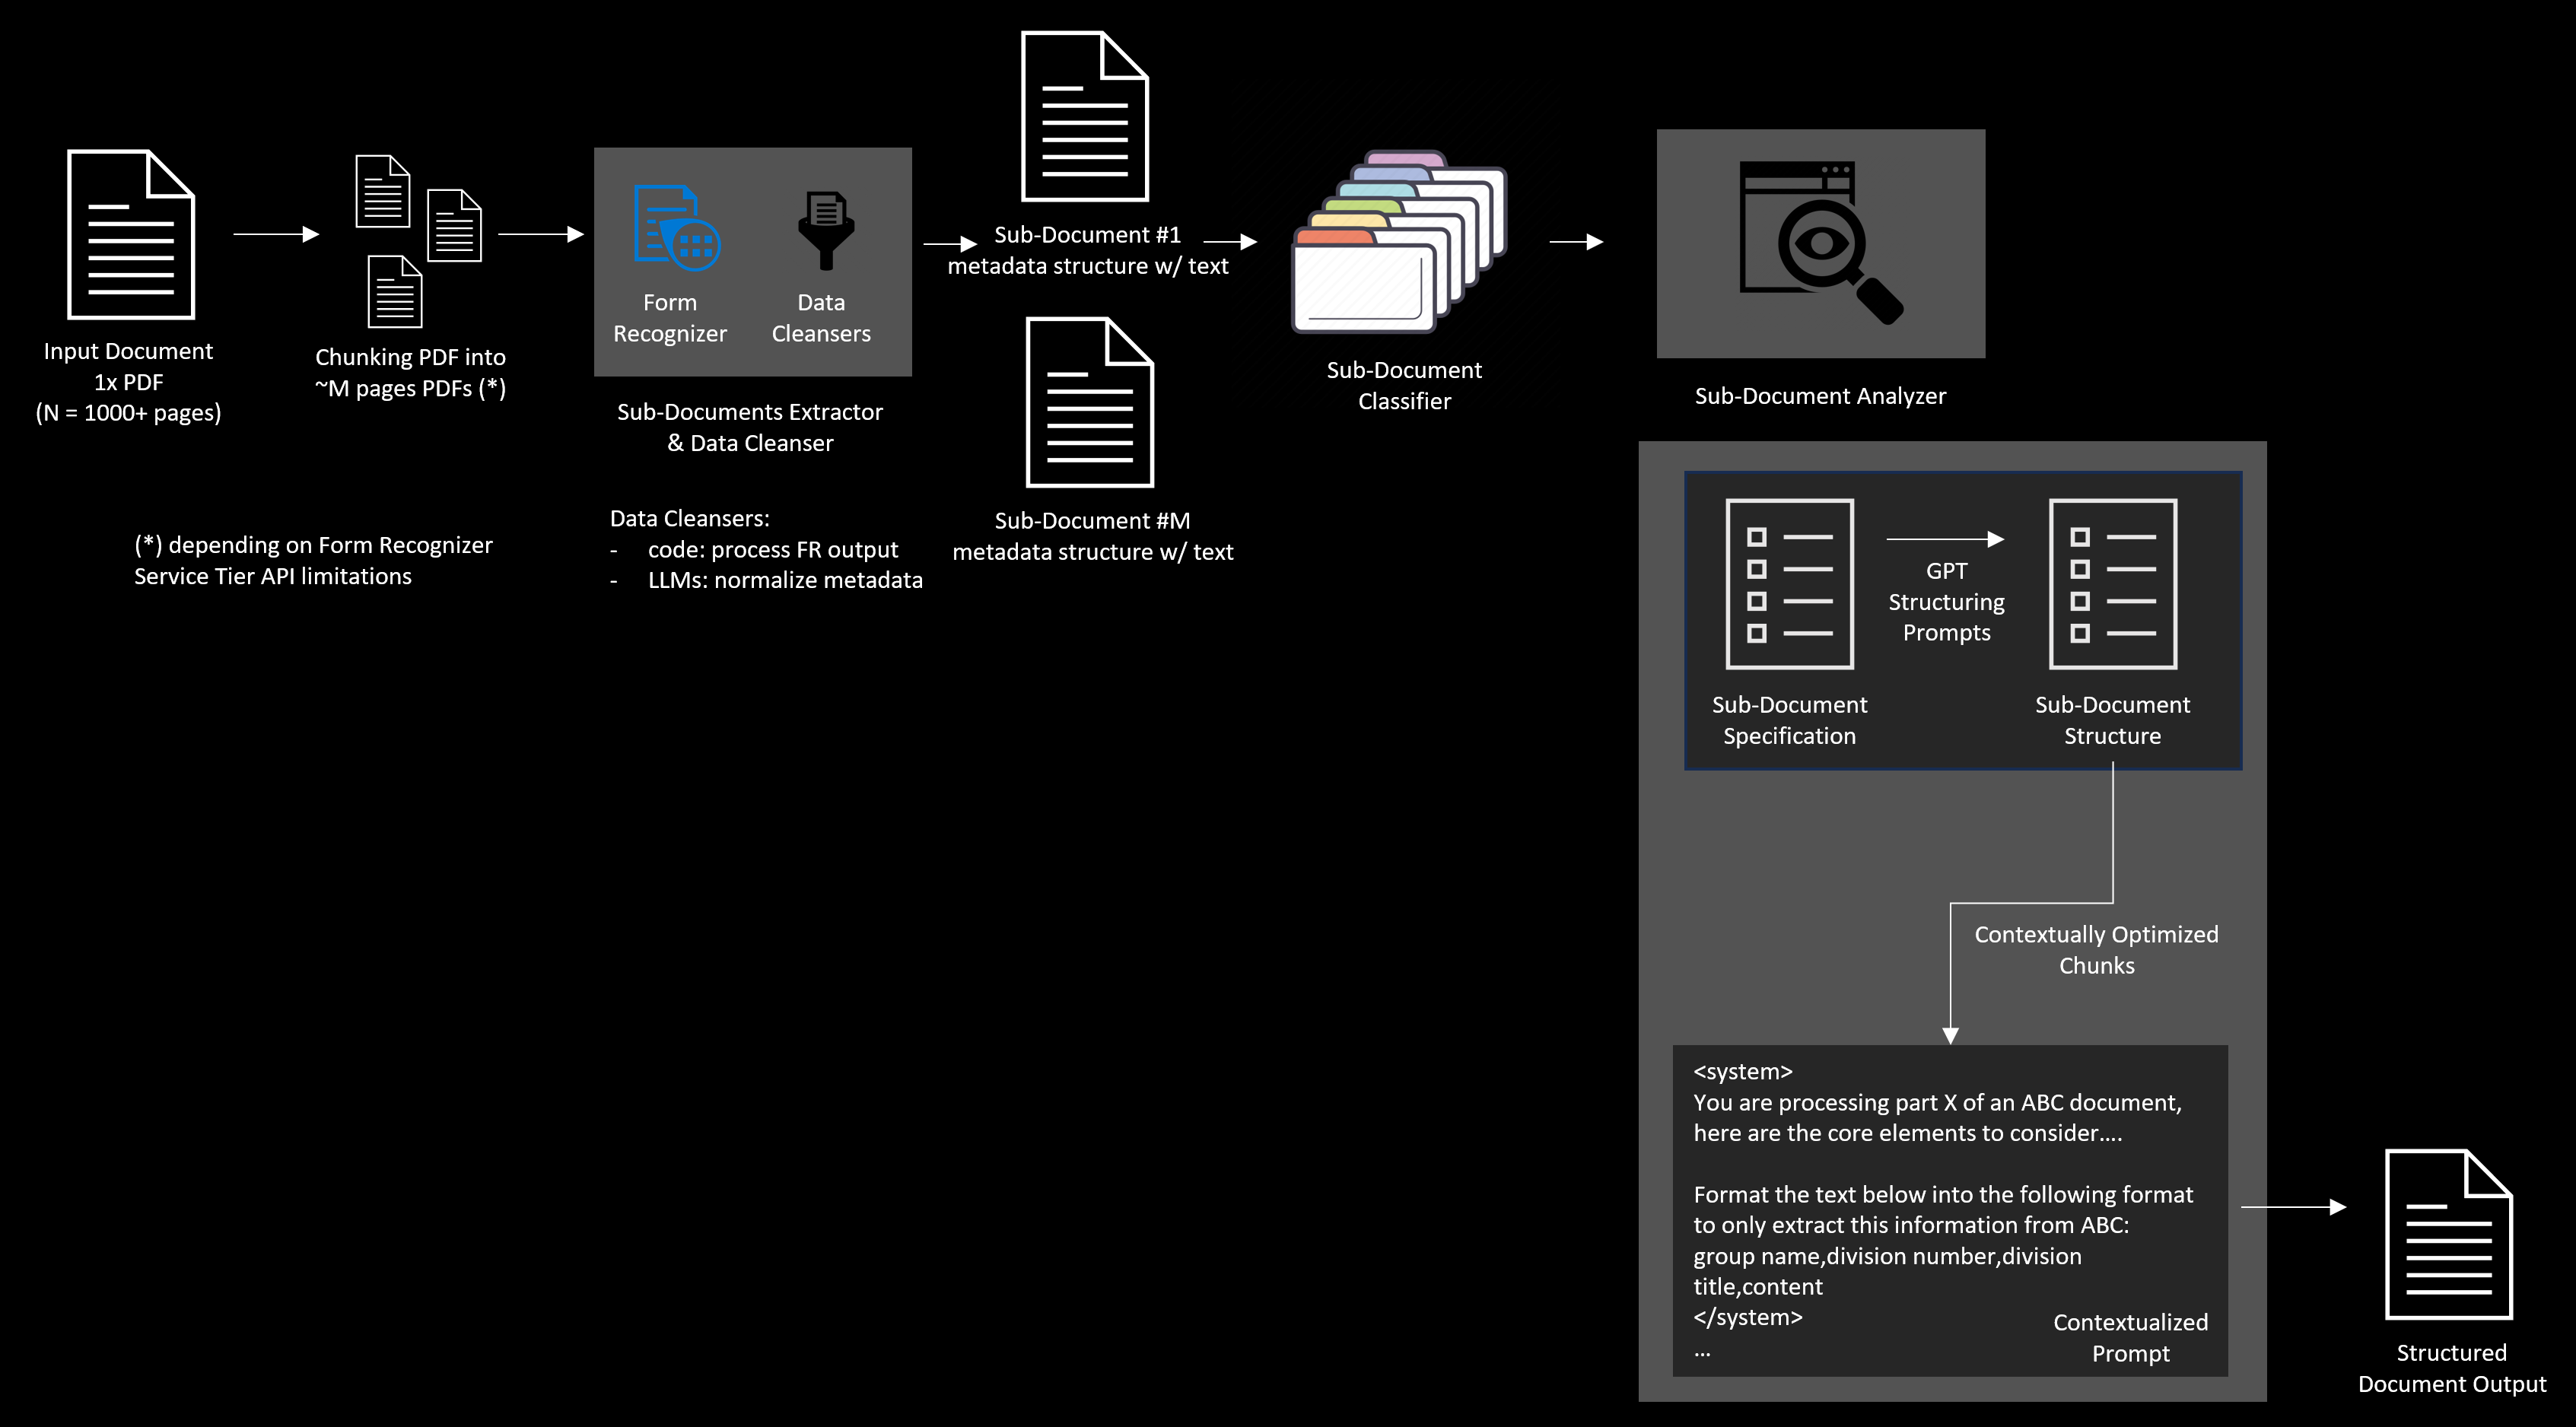 Input Document
1x PDF
(N = 1000+ pages)
Chunking PDF into
~M pages PDFs (*)
(*) depending on Form Recognizer
Service Tier API limitations
Form
Recognizer
Data
Cleansers
Sub-Documents Extractor
& Data Cleanser
Data Cleansers:
- code: process FR output
- LLMs: normalize metadata
Sub-Document #1
metadata structure w/ text
Sub-Document #M
metadata structure w/ text
Sub-Document
Classifier
Sub-Document Analyzer
Sub-Document
Specification
GPT
Structuring
Prompts
Sub-Document
Structure
Contextually Optimized
Chunks
<system>
You are processing part X of an ABC document,
here are the core elements to consider....

Format the text below into the following format
to only extract this information from ABC:
group name,division number,division
title,content
</system>
...
Contextualized
Prompt
Structured
Document Output